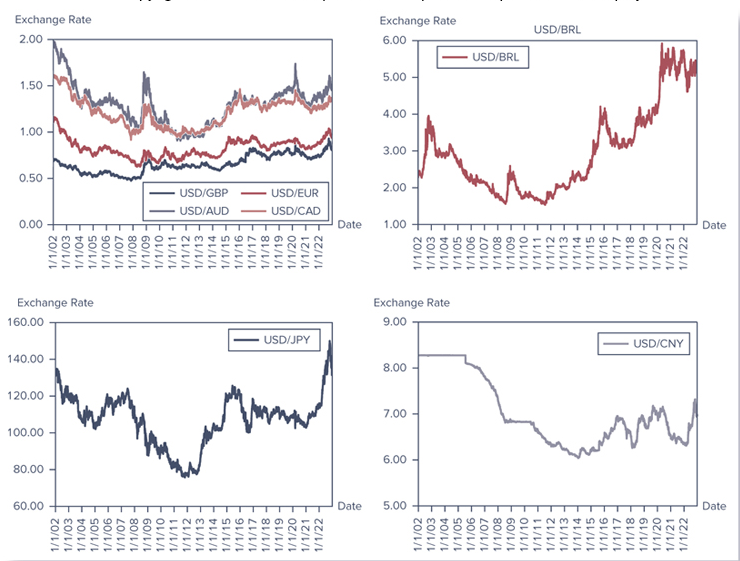 Exchange Rate
2.00
1.50
1.00
0.50
0.00
USD/GBP USD/EUR
USD/AUD USD/CAD
Date
1/1/02 1/1/03 1/1/04 1/1/05 1/1/06 1/1/07 1/1/08 1/1/09 1/1/10 1/1/11 1/1/12 1/1/13 1/1/14 1/1/15 1/1/16 1/1/17 1/1/18 1/1/19 1/1/20 1/1/21 1/1/22
Exchange Rate
USD/BRL
6.00
5.00
4.00
3.00
2.00
1.00
USD/BRL
Date
1/1/02 1/1/03 1/1/04 1/1/05 1/1/06 1/1/07 1/1/08 1/1/09 1/1/10 1/1/11 1/1/12 1/1/13 1/1/14 1/1/15 1/1/16 1/1/17 1/1/18 1/1/19 1/1/20 1/1/21 1/1/22
Exchange Rate
160.00
140.00
120.00
100.00
80.00
60.00
USD/JPY
Date
1/1/02 1/1/03 1/1/04 1/1/05 1/1/06 1/1/07 1/1/08 1/1/09 1/1/10 1/1/11 1/1/12 1/1/13 1/1/14 1/1/15 1/1/16 1/1/17 1/1/18 1/1/19 1/1/20 1/1/21 1/1/22
Exchange Rate
9.00
8.00
7.00
6.00
5.00
USD/CNY
Date
1/1/02 1/1/03 1/1/04 1/1/05 1/1/06 1/1/07 1/1/08 1/1/09 1/1/10 1/1/11 1/1/12 1/1/13 1/1/14 1/1/15 1/1/16 1/1/17 1/1/18 1/1/19 1/1/20 1/1/21 1/1/22